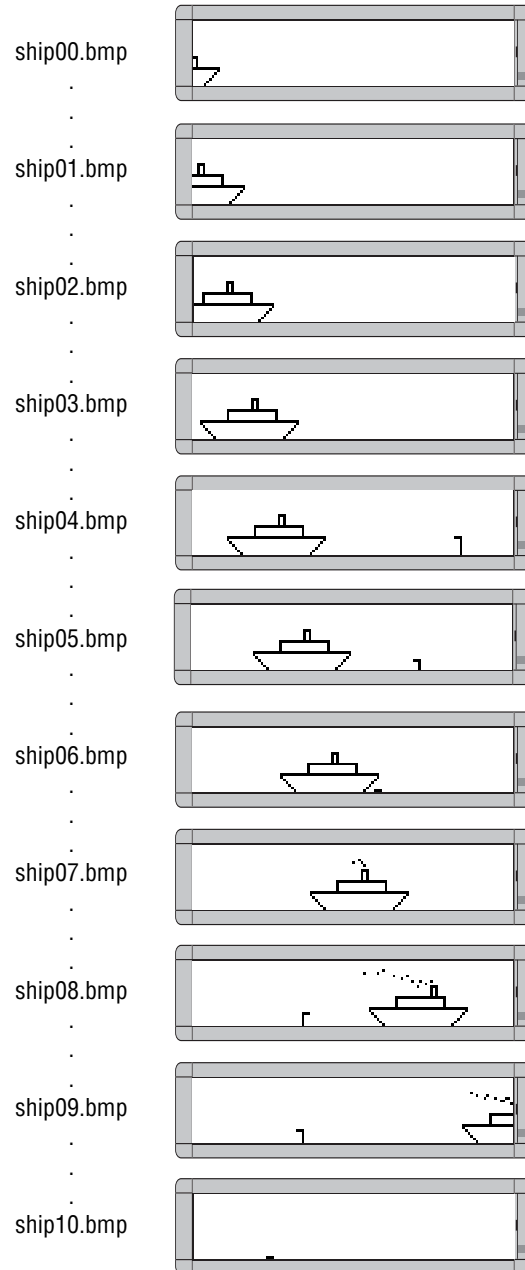 ship00.bmp
.
.
.
ship01.bmp
.
.
.
ship02.bmp
.
.
.
ship03.bmp
.
.
.
ship04.bmp
.
.
.
ship05.bmp
.
.
.
ship06.bmp
.
.
.
ship07.bmp
.
.
.
ship08.bmp
.
.
.
ship09.bmp
.
.
.
ship10.bmp